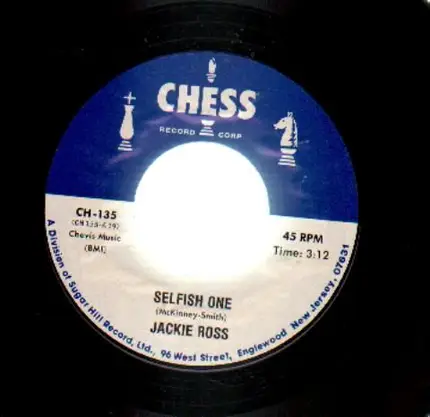 CHESS
RECORD CORP
CH-135
Chevis Music
(BMI)
45 RPM
Time: 3:12
SELFISH ONE
(McKinney-Smith)
JACKIE ROSS
A Division of Sugar Hill Record, Ltd., 96 West Street, Englewood New Jersey, 07631